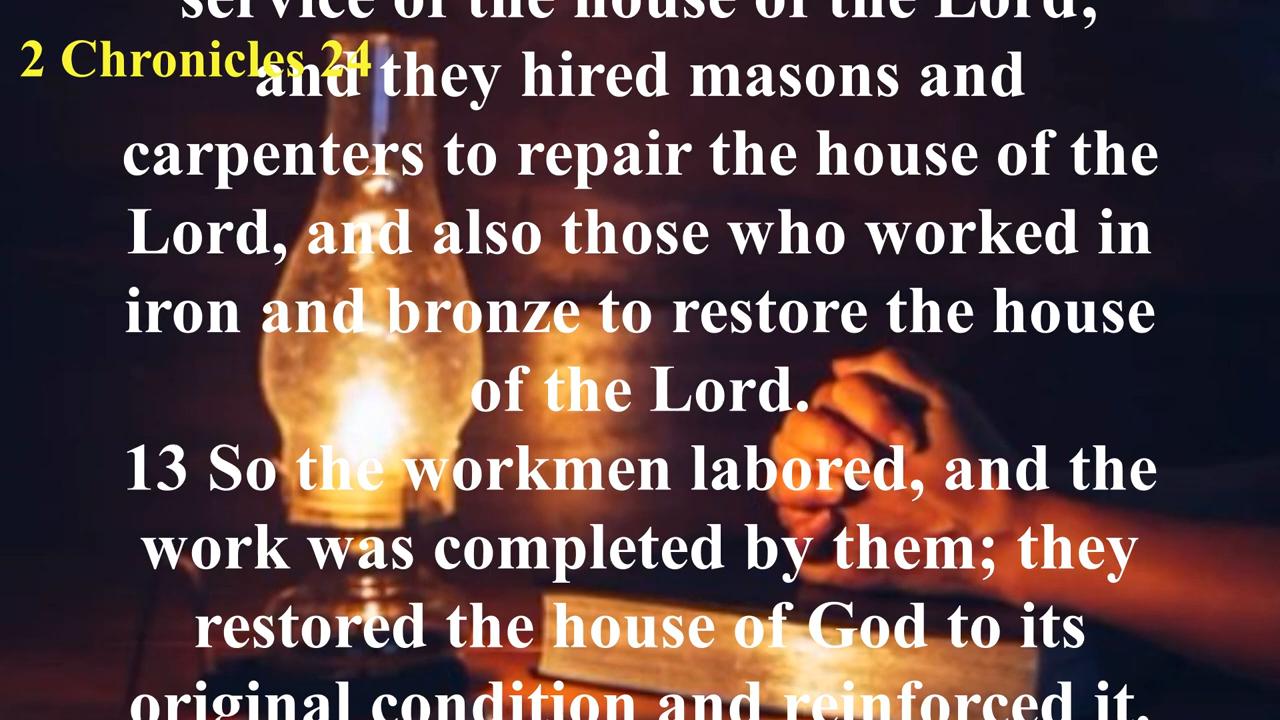 service of the house of the Lord;
2 Chronicles 24
and they hired masons and
carpenters to repair the house of the
Lord, and also those who worked in
iron and bronze to restore the house
of the Lord.
13 So the workmen labored, and the
work was completed by them; they
restored the house of God to its
original condition and reinforced it.